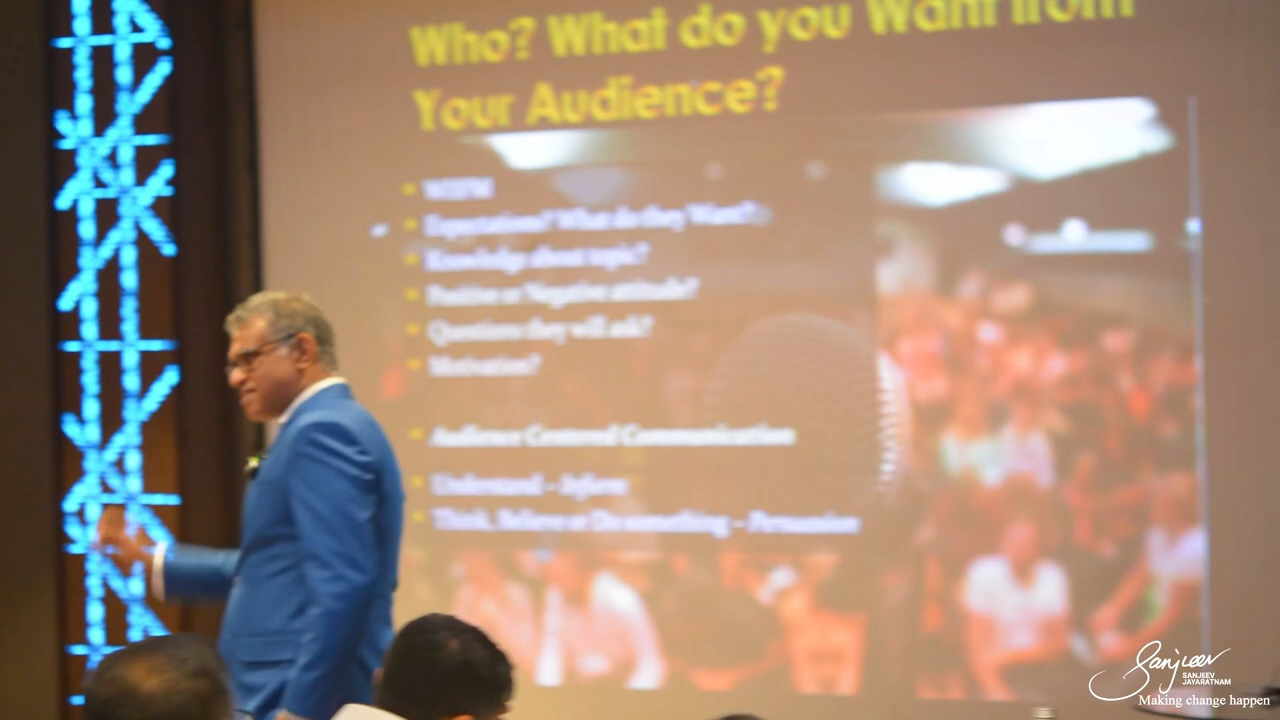 Who? What do you Want from
Your Audience?
WIIFM
Expectations? What do they Want?
Knowledge about topic?
Positive or Negative attitude?
Questions they will ask?
Motivation?
Audience Centered Communication
Understand – Inform
Think, Believe or Do something – Persuasion
Sanjeev
SANJEEV
JAYARATNAM
Making change happen